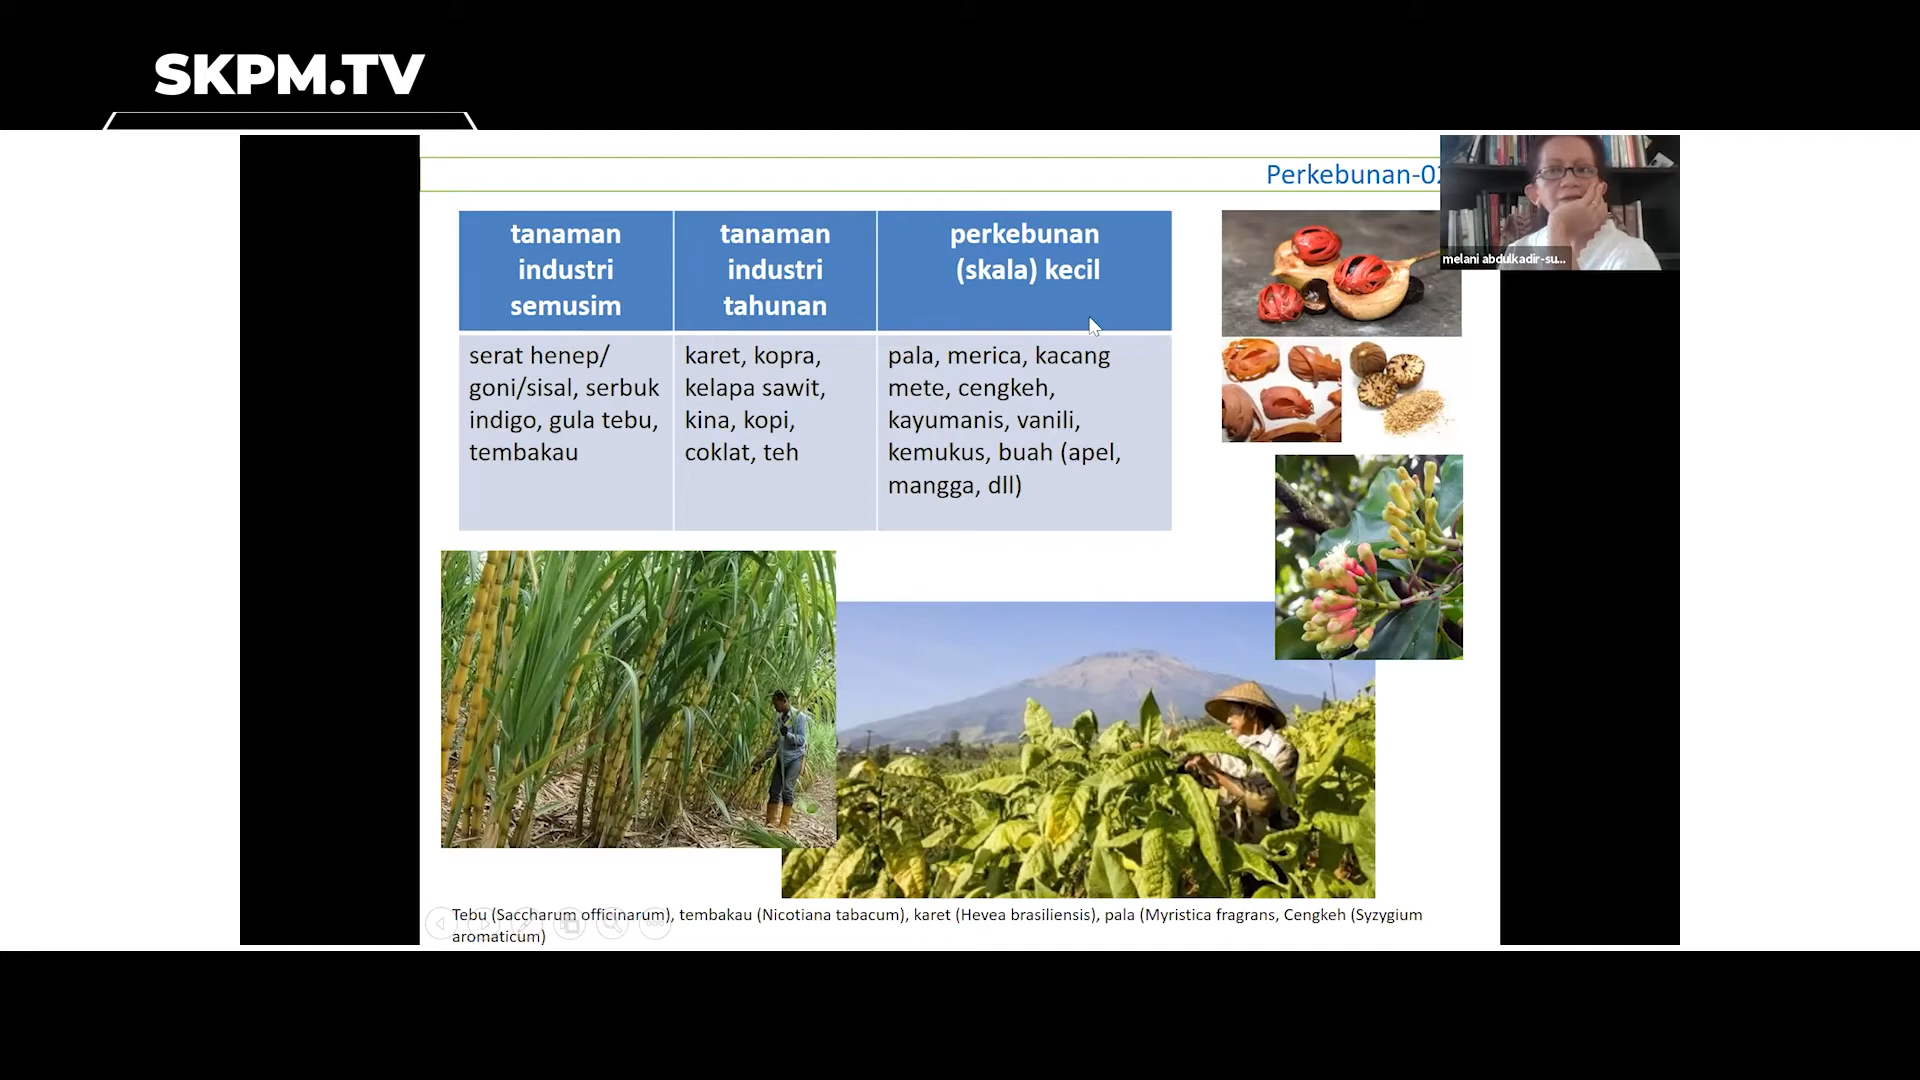 SKPM.TV
Perkebunan-02
melani abdulkadir-su...
tanaman
industri
semusim
tanaman
industri
tahunan
perkebunan
(skala) kecil
serat henep/
goni/sisal, serbuk
indigo, gula tebu,
tembakau
karet, kopra,
kelapa sawit,
kina, kopi,
coklat, teh
pala, merica, kacang
mete, cengkeh,
kayumanis, vanili,
kemukus, buah (apel,
mangga, dll)
Tebu (Saccharum officinarum), tembakau (Nicotiana tabacum), karet (Hevea brasiliensis), pala (Myristica fragrans, Cengkeh (Syzygium
aromaticum)